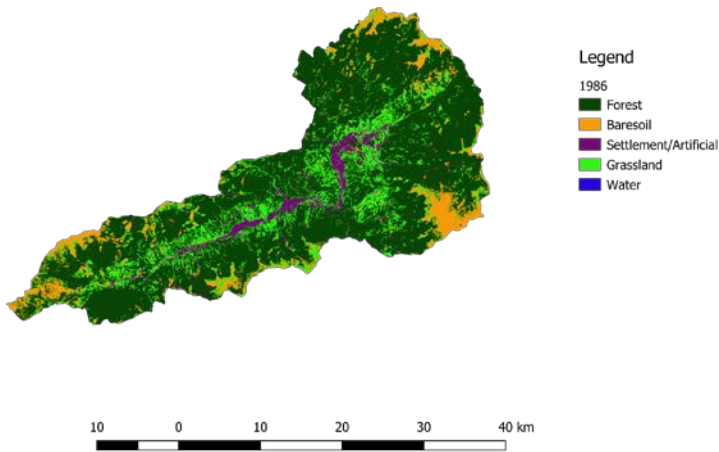 Legend
1986
Forest
Baresoil
Settlement/Artificial
Grassland
Water
10 0 10 20 30 40 km